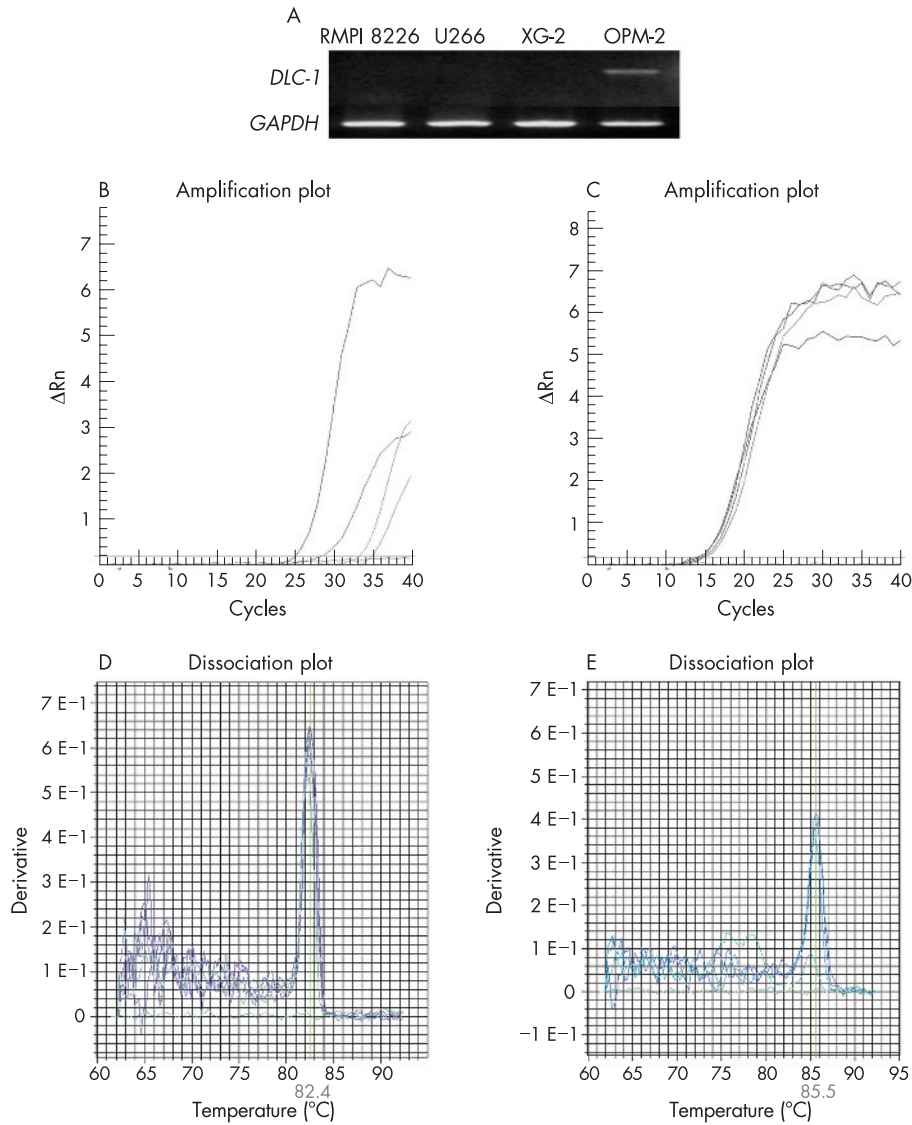 A
RMPI 8226 U266 XG-2 OPM-2
DLC-1
GAPDH
B Amplification plot
7
6
5
4
3
2
1
ΔRn
0 5 10 15 20 25 30 35 40
Cycles
C Amplification plot
8
7
6
5
4
3
2
1
ΔRn
0 5 10 15 20 25 30 35 40
Cycles
D Dissociation plot
7 E−1
6 E−1
5 E−1
4 E−1
3 E−1
2 E−1
1 E−1
0
Derivative
60 65 70 75 80 85 90
82.4
Temperature (°C)
E Dissociation plot
7 E−1
6 E−1
5 E−1
4 E−1
3 E−1
2 E−1
1 E−1
0
−1 E−1
Derivative
60 65 70 75 80 85 90 95
85.5
Temperature (°C)